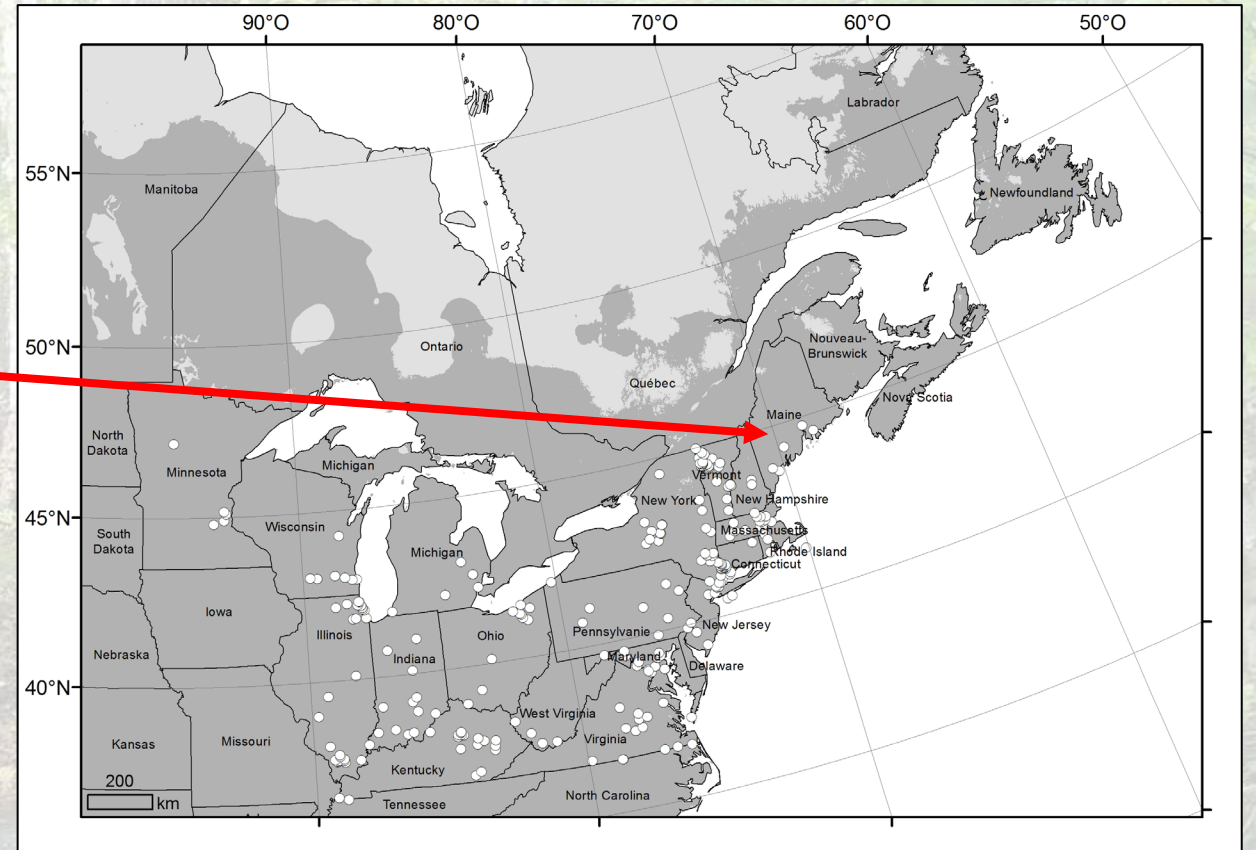 90°O 80°O 70°O 60°O 50°O
Labrador
55°N
Manitoba
Newfoundland
50°N
Ontario
Nouveau-
Brunswick
Québec
Nova Scotia
Maine
North
Dakota
Minnesota
Michigan
Vermont
New York
New Hampshire
45°N
Wisconsin
South
Dakota
Massachusetts
Michigan
Rhode Island
Connecticut
Iowa
Illinois
Ohio
Pennsylvanie
New Jersey
Nebraska
Indiana
Maryland
Delaware
40°N
West Virginia
Kansas
Missouri
Virginia
Kentucky
200
km
Tennessee
North Carolina